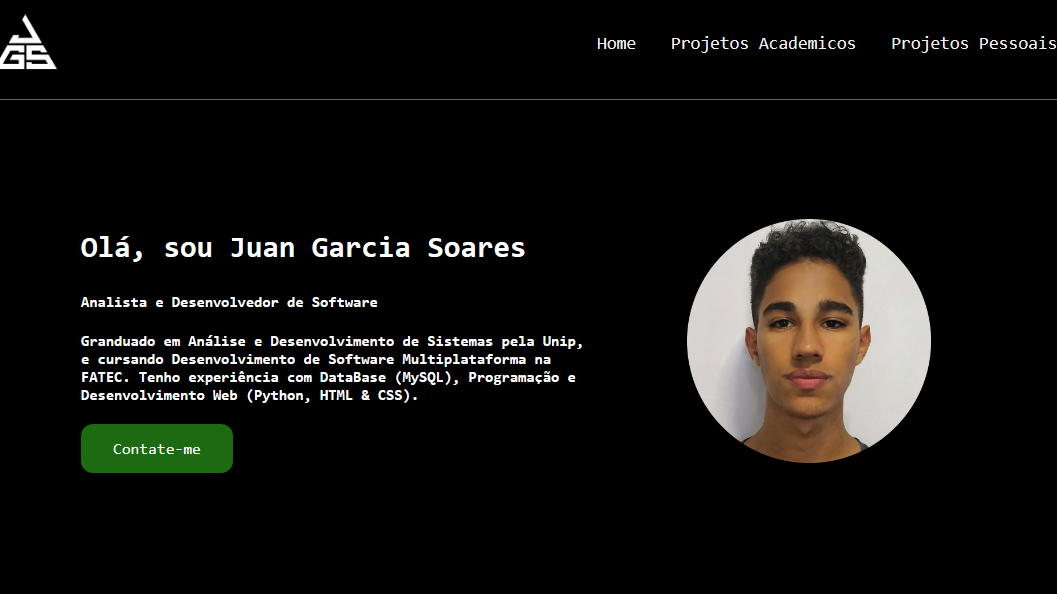 JGS
Home Projetos Academicos Projetos Pessoais
Olá, sou Juan Garcia Soares
Analista e Desenvolvedor de Software
Granduado em Análise e Desenvolvimento de Sistemas pela Unip,
e cursando Desenvolvimento de Software Multiplataforma na
FATEC. Tenho experiência com DataBase (MySQL), Programação e
Desenvolvimento Web (Python, HTML & CSS).
Contate-me